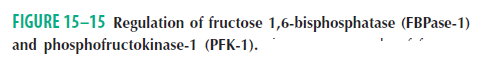 FIGURE 15–15 Regulation of fructose 1,6-bisphosphatase (FBPase-1)
and phosphofructokinase-1 (PFK-1).